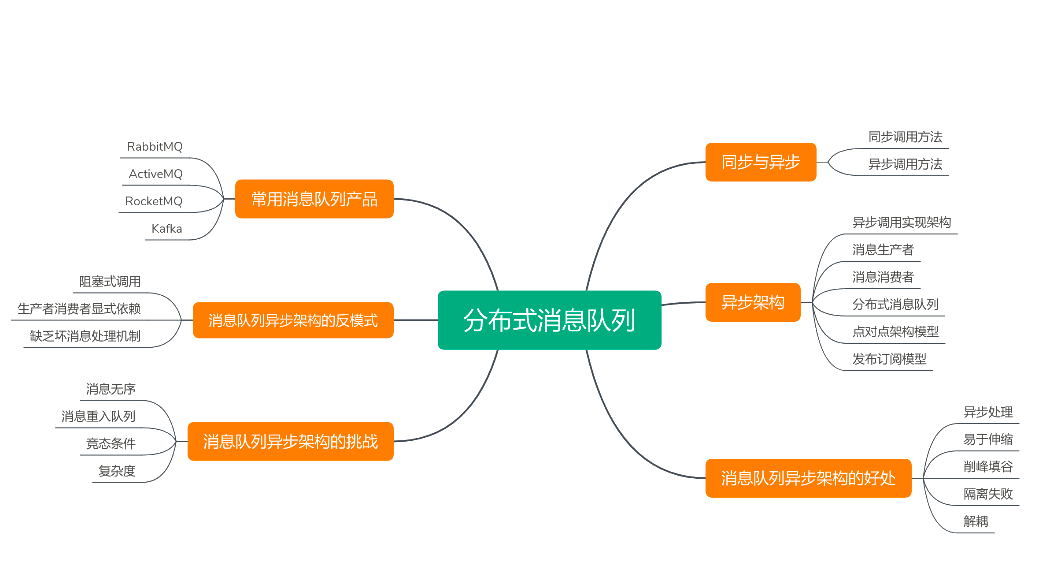 分布式消息队列
同步与异步
同步调用方法
异步调用方法
异步架构
异步调用实现架构
消息生产者
消息消费者
分布式消息队列
点对点架构模型
发布订阅模型
消息队列异步架构的好处
异步处理
易于伸缩
削峰填谷
隔离失败
解耦
常用消息队列产品
RabbitMQ
ActiveMQ
RocketMQ
Kafka
消息队列异步架构的反模式
阻塞式调用
生产者消费者显式依赖
缺乏坏消息处理机制
消息队列异步架构的挑战
消息无序
消息重入队列
竞态条件
复杂度